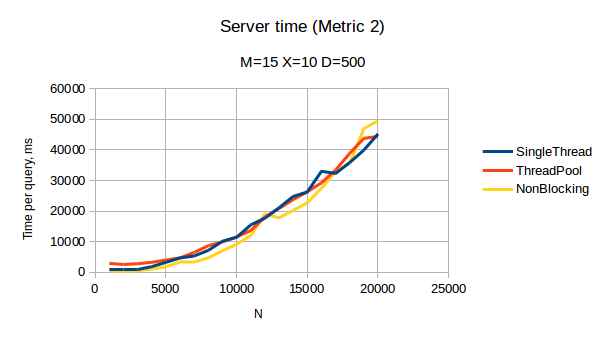 Server time (Metric 2)
M=15 X=10 D=500
Time per query, ms
60000
50000
40000
30000
20000
10000
0
0 5000 10000 15000 20000 25000
N
SingleThread
ThreadPool
NonBlocking